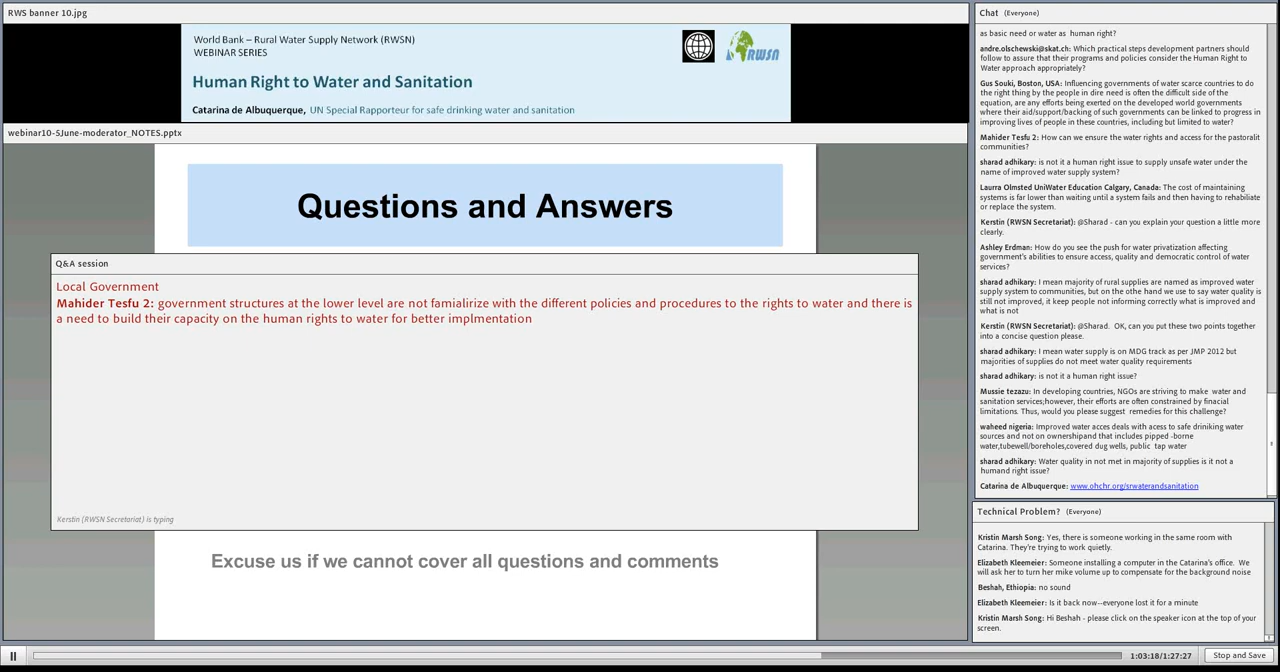 RWS banner 10.jpg
World Bank – Rural Water Supply Network (RWSN)
WEBINAR SERIES
RWSN
Human Right to Water and Sanitation
Catarina de Albuquerque, UN Special Rapporteur for safe drinking water and sanitation
webinar10-5June-moderator_NOTES.pptx
Questions and Answers
Q&A session
Local Government
Mahider Tesfu 2: government structures at the lower level are not famialirize with the different policies and procedures to the rights to water and there is
a need to build their capacity on the human rights to water for better implmentation
Kerstin (RWSN Secretariat) is typing
Excuse us if we cannot cover all questions and comments
Chat (Everyone)
as basic need or water as human right?
andre.olschewski@skat.ch: Which practical steps development partners should
follow to assure that their programs and policies consider the Human Right to
Water approach appropriately?
Gus Souki, Boston, USA: Influencing governments of water scarce countries to do
the right thing by the people in dire need is often the difficult side of the
equation, are any efforts being exerted on the developed world governments
where their aid/support/backing of such governments can be linked to progress in
improving lives of people in these countries, including but limited to water?
Mahider Tesfu 2: How can we ensure the water rights and access for the pastoralit
communities?
sharad adhikary: is not it a human right issue to supply unsafe water under the
name of improved water supply system?
Laurra Olmsted UniWater Education Calgary, Canada: The cost of maintaining
systems is far lower than waiting until a system fails and then having to rehabiliate
or replace the system.
Kerstin (RWSN Secretariat): @Sharad - can you explain your question a little more
clearly.
Ashley Erdman: How do you see the push for water privatization affecting
government's abilities to ensure access, quality and democratic control of water
services?
sharad adhikary: I mean majority of rural supplies are named as improved water
supply system to communities, but on the othe hand we use to say water quality is
still not improved, it keep people not informing correctly what is improved and
what is not
Kerstin (RWSN Secretariat): @Sharad. OK, can you put these two points together
into a concise question please.
sharad adhikary: I mean water supply is on MDG track as per JMP 2012 but
majorities of supplies do not meet water quality requirements
sharad adhikary: is not it a human right issue?
Mussie tezazu: In developing countries, NGOs are striving to make water and
sanitation services;however, their efforts are often constrained by finacial
limitations. Thus, would you please suggest remedies for this challenge?
waheed nigeria: Improved water acces deals with acess to safe driniking water
sources and not on ownershipand that includes pipped -borne
water,tubewell/boreholes,covered dug wells, public tap water
sharad adhikary: Water quality in not met in majority of supplies is it not a
humand right issue?
Catarina de Albuquerque: www.ohchr.org/srwaterandsanitation
Technical Problem? (Everyone)
Kristin Marsh Song: Yes, there is someone working in the same room with
Catarina. They're trying to work quietly.
Elizabeth Kleemeier: Someone installing a computer in the Catarina's office. We
will ask her to turn her mike volume up to compensate for the background noise
Beshah, Ethiopia: no sound
Elizabeth Kleemeier: Is it back now--everyone lost it for a minute
Kristin Marsh Song: Hi Beshah - please click on the speaker icon at the top of your
screen.
1:03:18/1:27:27
Stop and Save